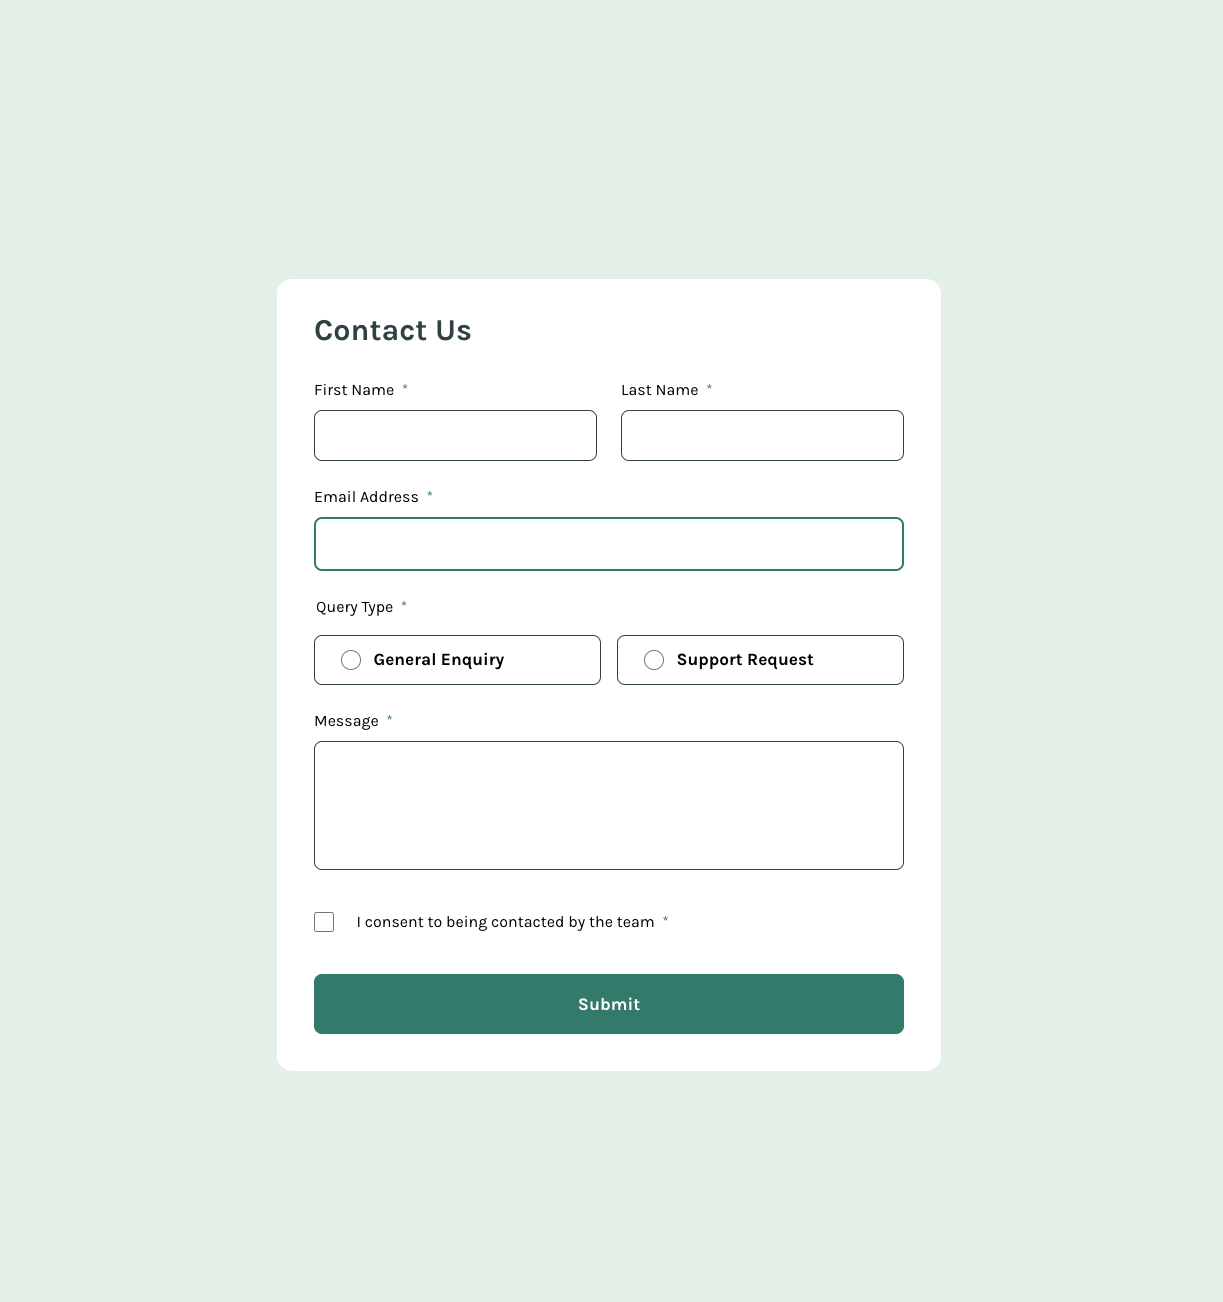 Contact Us
First Name *
Last Name *
Email Address *
Query Type *
General Enquiry
Support Request
Message *
I consent to being contacted by the team *
Submit